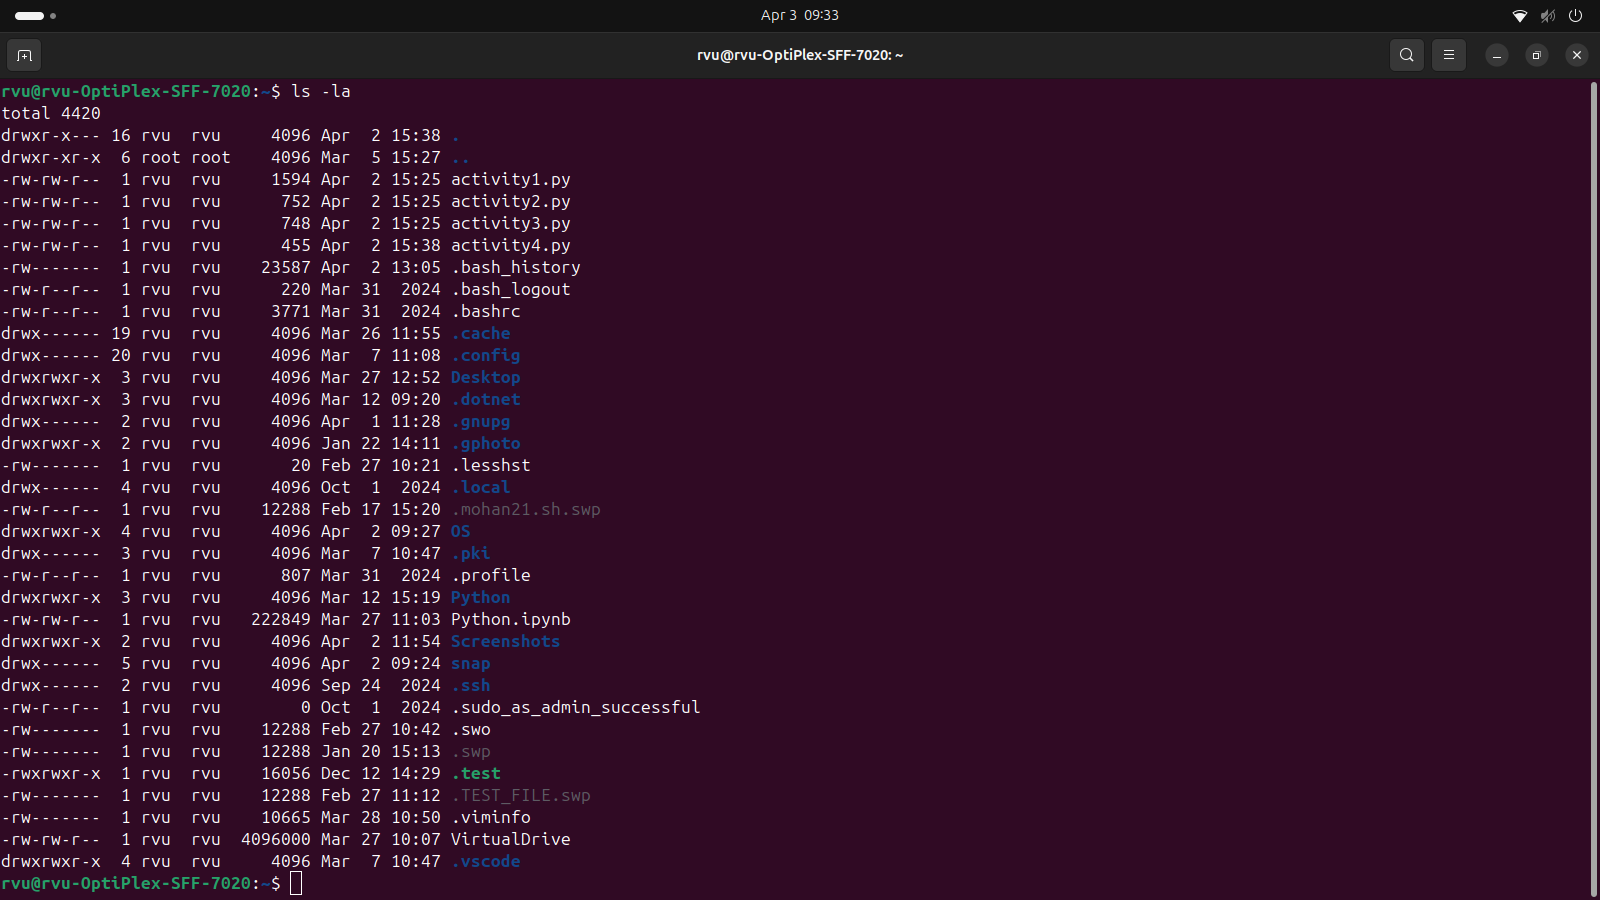 Apr 3  09:33
rvu@rvu-OptiPlex-SFF-7020: ~
rvu@rvu-OptiPlex-SFF-7020:~$ ls -la
total 4420
drwxr-x--- 16 rvu  rvu     4096 Apr  2 15:38 .
drwxr-xr-x  6 root root    4096 Mar  5 15:27 ..
-rw-rw-r--  1 rvu  rvu     1594 Apr  2 15:25 activity1.py
-rw-rw-r--  1 rvu  rvu      752 Apr  2 15:25 activity2.py
-rw-rw-r--  1 rvu  rvu      748 Apr  2 15:25 activity3.py
-rw-rw-r--  1 rvu  rvu      455 Apr  2 15:38 activity4.py
-rw-------  1 rvu  rvu    23587 Apr  2 13:05 .bash_history
-rw-r--r--  1 rvu  rvu      220 Mar 31  2024 .bash_logout
-rw-r--r--  1 rvu  rvu     3771 Mar 31  2024 .bashrc
drwx------ 19 rvu  rvu     4096 Mar 26 11:55 .cache
drwx------ 20 rvu  rvu     4096 Mar  7 11:08 .config
drwxrwxr-x  3 rvu  rvu     4096 Mar 27 12:52 Desktop
drwxrwxr-x  3 rvu  rvu     4096 Mar 12 09:20 .dotnet
drwx------  2 rvu  rvu     4096 Apr  1 11:28 .gnupg
drwxrwxr-x  2 rvu  rvu     4096 Jan 22 14:11 .gphoto
-rw-------  1 rvu  rvu       20 Feb 27 10:21 .lesshst
drwx------  4 rvu  rvu     4096 Oct  1  2024 .local
-rw-r--r--  1 rvu  rvu    12288 Feb 17 15:20 .mohan21.sh.swp
drwxrwxr-x  4 rvu  rvu     4096 Apr  2 09:27 OS
drwx------  3 rvu  rvu     4096 Mar  7 10:47 .pki
-rw-r--r--  1 rvu  rvu      807 Mar 31  2024 .profile
drwxrwxr-x  3 rvu  rvu     4096 Mar 12 15:19 Python
-rw-rw-r--  1 rvu  rvu   222849 Mar 27 11:03 Python.ipynb
drwxrwxr-x  2 rvu  rvu     4096 Apr  2 11:54 Screenshots
drwx------  5 rvu  rvu     4096 Apr  2 09:24 snap
drwx------  2 rvu  rvu     4096 Sep 24  2024 .ssh
-rw-r--r--  1 rvu  rvu        0 Oct  1  2024 .sudo_as_admin_successful
-rw-------  1 rvu  rvu    12288 Feb 27 10:42 .swo
-rw-------  1 rvu  rvu    12288 Jan 20 15:13 .swp
-rwxrwxr-x  1 rvu  rvu    16056 Dec 12 14:29 .test
-rw-------  1 rvu  rvu    12288 Feb 27 11:12 .TEST_FILE.swp
-rw-------  1 rvu  rvu    10665 Mar 28 10:50 .viminfo
-rw-rw-r--  1 rvu  rvu  4096000 Mar 27 10:07 VirtualDrive
drwxrwxr-x  4 rvu  rvu     4096 Mar  7 10:47 .vscode
rvu@rvu-OptiPlex-SFF-7020:~$